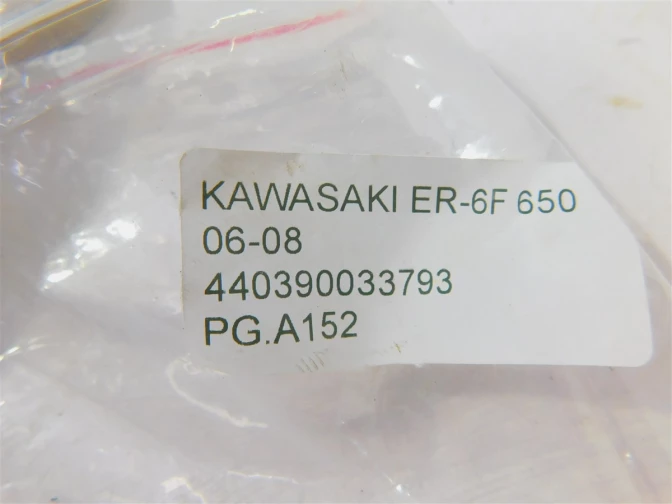 KAWASAKI ER-6F 650
06-08
440390033793
PG.A152